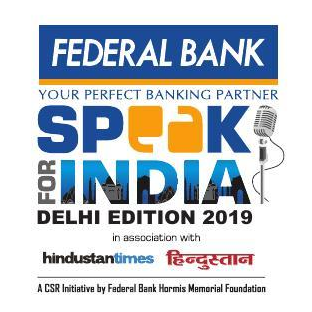 FEDERAL BANK
YOUR PERFECT BANKING PARTNER
SPEAK
FOR INDIA
DELHI EDITION 2019
in association with
hindustantimes हिन्दुस्तान
A CSR Initiative by Federal Bank Hormis Memorial Foundation